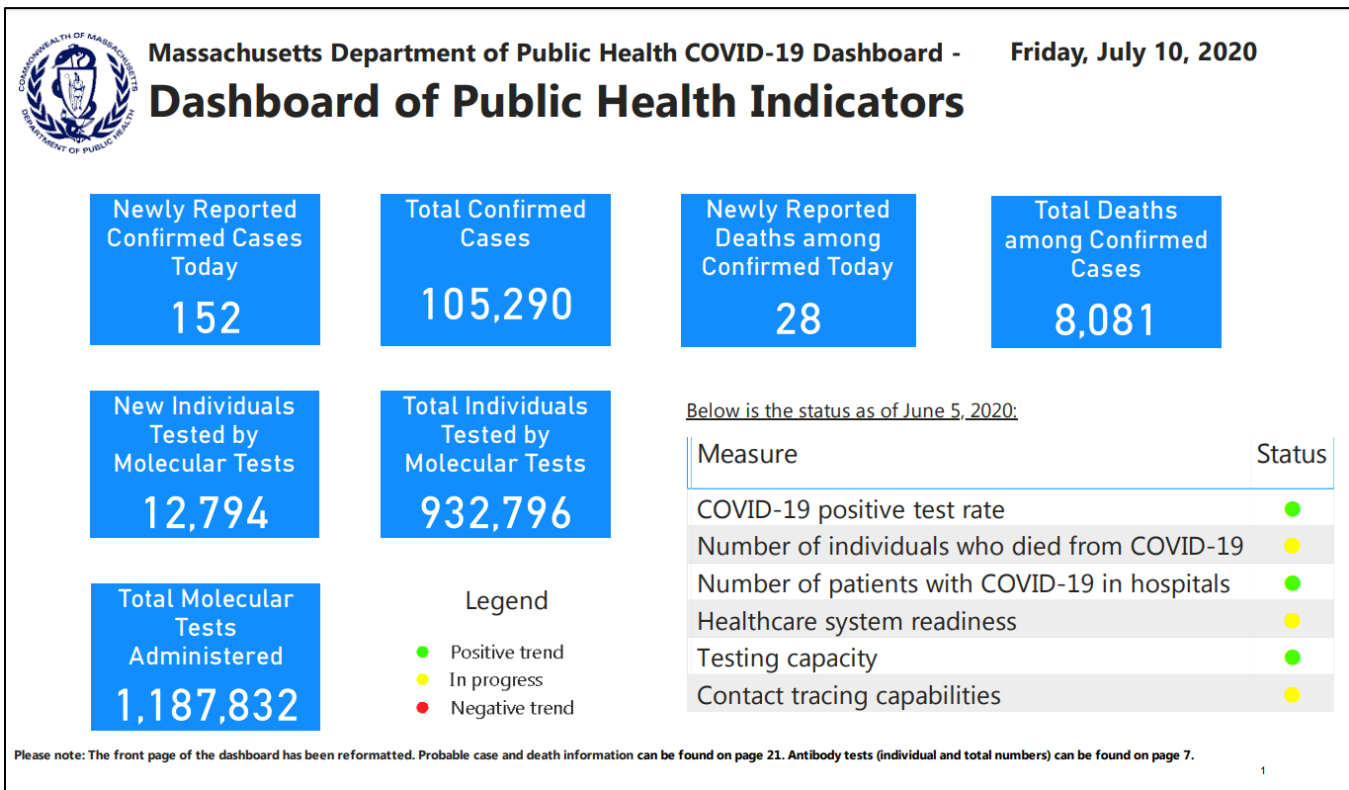 COMMONWEALTH OF MASSACHUSETTS
DEPARTMENT OF PUBLIC HEALTH
Massachusetts Department of Public Health COVID-19 Dashboard - Friday, July 10, 2020
Dashboard of Public Health Indicators
Newly Reported
Confirmed Cases
Today
152
Total Confirmed
Cases
105,290
Newly Reported
Deaths among
Confirmed Today
28
Total Deaths
among Confirmed
Cases
8,081
New Individuals
Tested by
Molecular Tests
12,794
Total Individuals
Tested by
Molecular Tests
932,796
Below is the status as of June 5, 2020:
Measure Status
COVID-19 positive test rate
Number of individuals who died from COVID-19
Number of patients with COVID-19 in hospitals
Healthcare system readiness
Testing capacity
Contact tracing capabilities
Total Molecular
Tests
Administered
1,187,832
Legend
Positive trend
In progress
Negative trend
Please note: The front page of the dashboard has been reformatted. Probable case and death information can be found on page 21. Antibody tests (individual and total numbers) can be found on page 7.
1